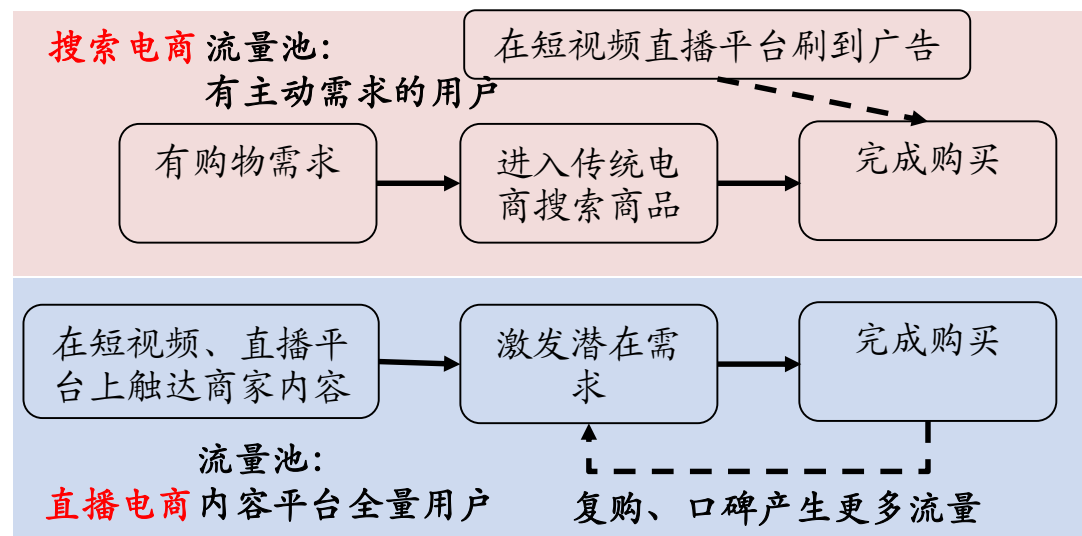 搜索电商 流量池:
有主动需求的用户
在短视频直播平台刷到广告
有购物需求
进入传统电
商搜索商品
完成购买
在短视频、直播平
台上触达商家内容
激发潜在需
求
完成购买
流量池:
直播电商 内容平台全量用户
复购、口碑产生更多流量